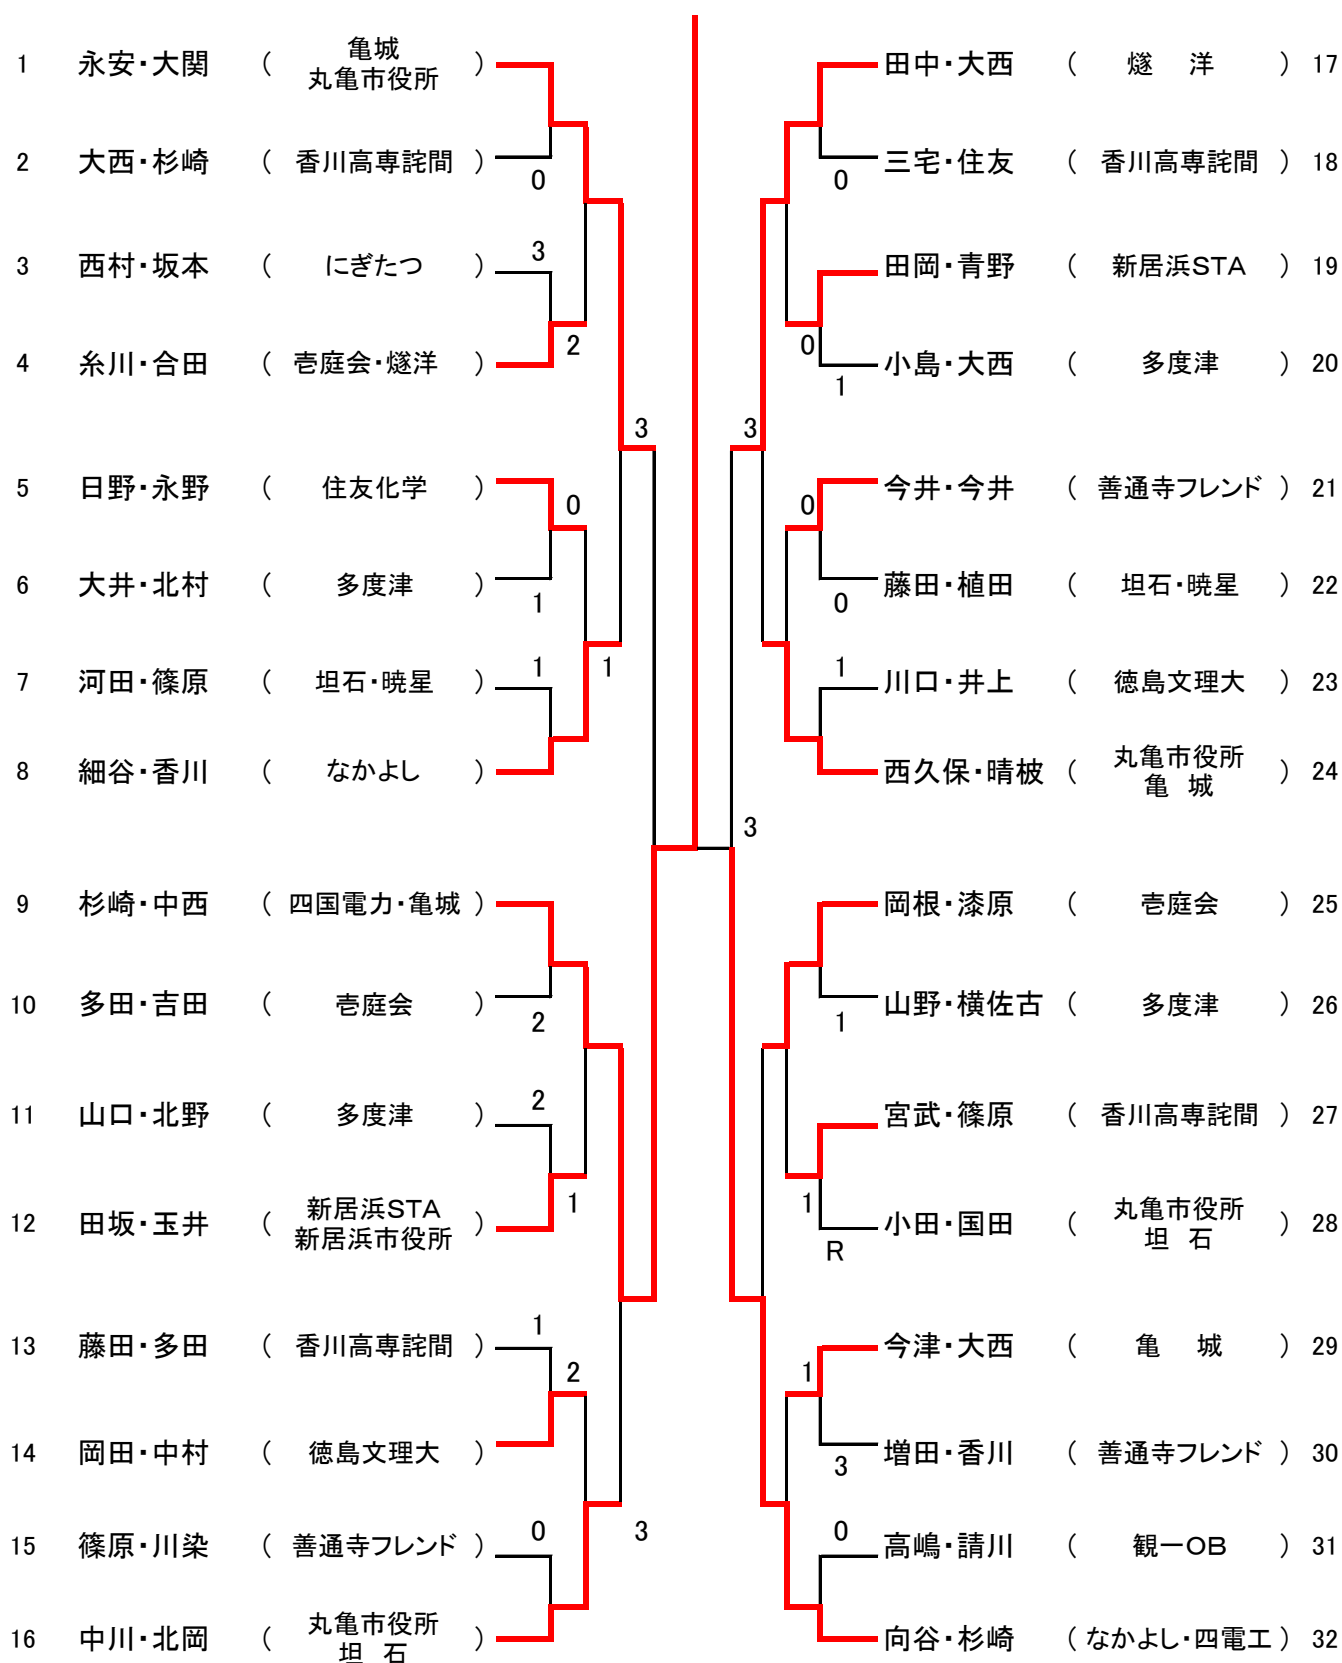 1 永安・大関 ( 亀城 丸亀市役所 )
0
2 大西・杉崎 ( 香川高専詫間 )
3
3 西村・坂本 ( にぎたつ )
2
4 糸川・合田 ( 壱庭会・燧洋 )
3
5 日野・永野 ( 住友化学 )
0
6 大井・北村 ( 多度津 )
1
7 河田・篠原 ( 坦石・暁星 )
1
1
8 細谷・香川 ( なかよし )
9 杉崎・中西 ( 四国電力・亀城 )
10 多田・吉田 ( 壱庭会 )
2
11 山口・北野 ( 多度津 )
2
1
12 田坂・玉井 ( 新居浜STA 新居浜市役所 )
13 藤田・多田 ( 香川高専詫間 )
1
2
14 岡田・中村 ( 徳島文理大 )
15 篠原・川染 ( 善通寺フレンド )
0
3
16 中川・北岡 ( 丸亀市役所 坦 石 )
田中・大西 ( 燧 洋 ) 17
三宅・住友 ( 香川高専詫間 ) 18
0
田岡・青野 ( 新居浜STA ) 19
0
小島・大西 ( 多度津 ) 20
1
3
今井・今井 ( 善通寺フレンド ) 21
0
藤田・植田 ( 坦石・暁星 ) 22
0
川口・井上 ( 徳島文理大 ) 23
1
西久保・晴披 ( 丸亀市役所 亀 城 ) 24
3
岡根・漆原 ( 壱庭会 ) 25
山野・横佐古 ( 多度津 ) 26
1
宮武・篠原 ( 香川高専詫間 ) 27
1
小田・国田 ( 丸亀市役所 坦 石 ) 28
R
今津・大西 ( 亀 城 ) 29
1
増田・香川 ( 善通寺フレンド ) 30
3
高嶋・請川 ( 観一OB ) 31
0
向谷・杉崎 ( なかよし・四電工 ) 32